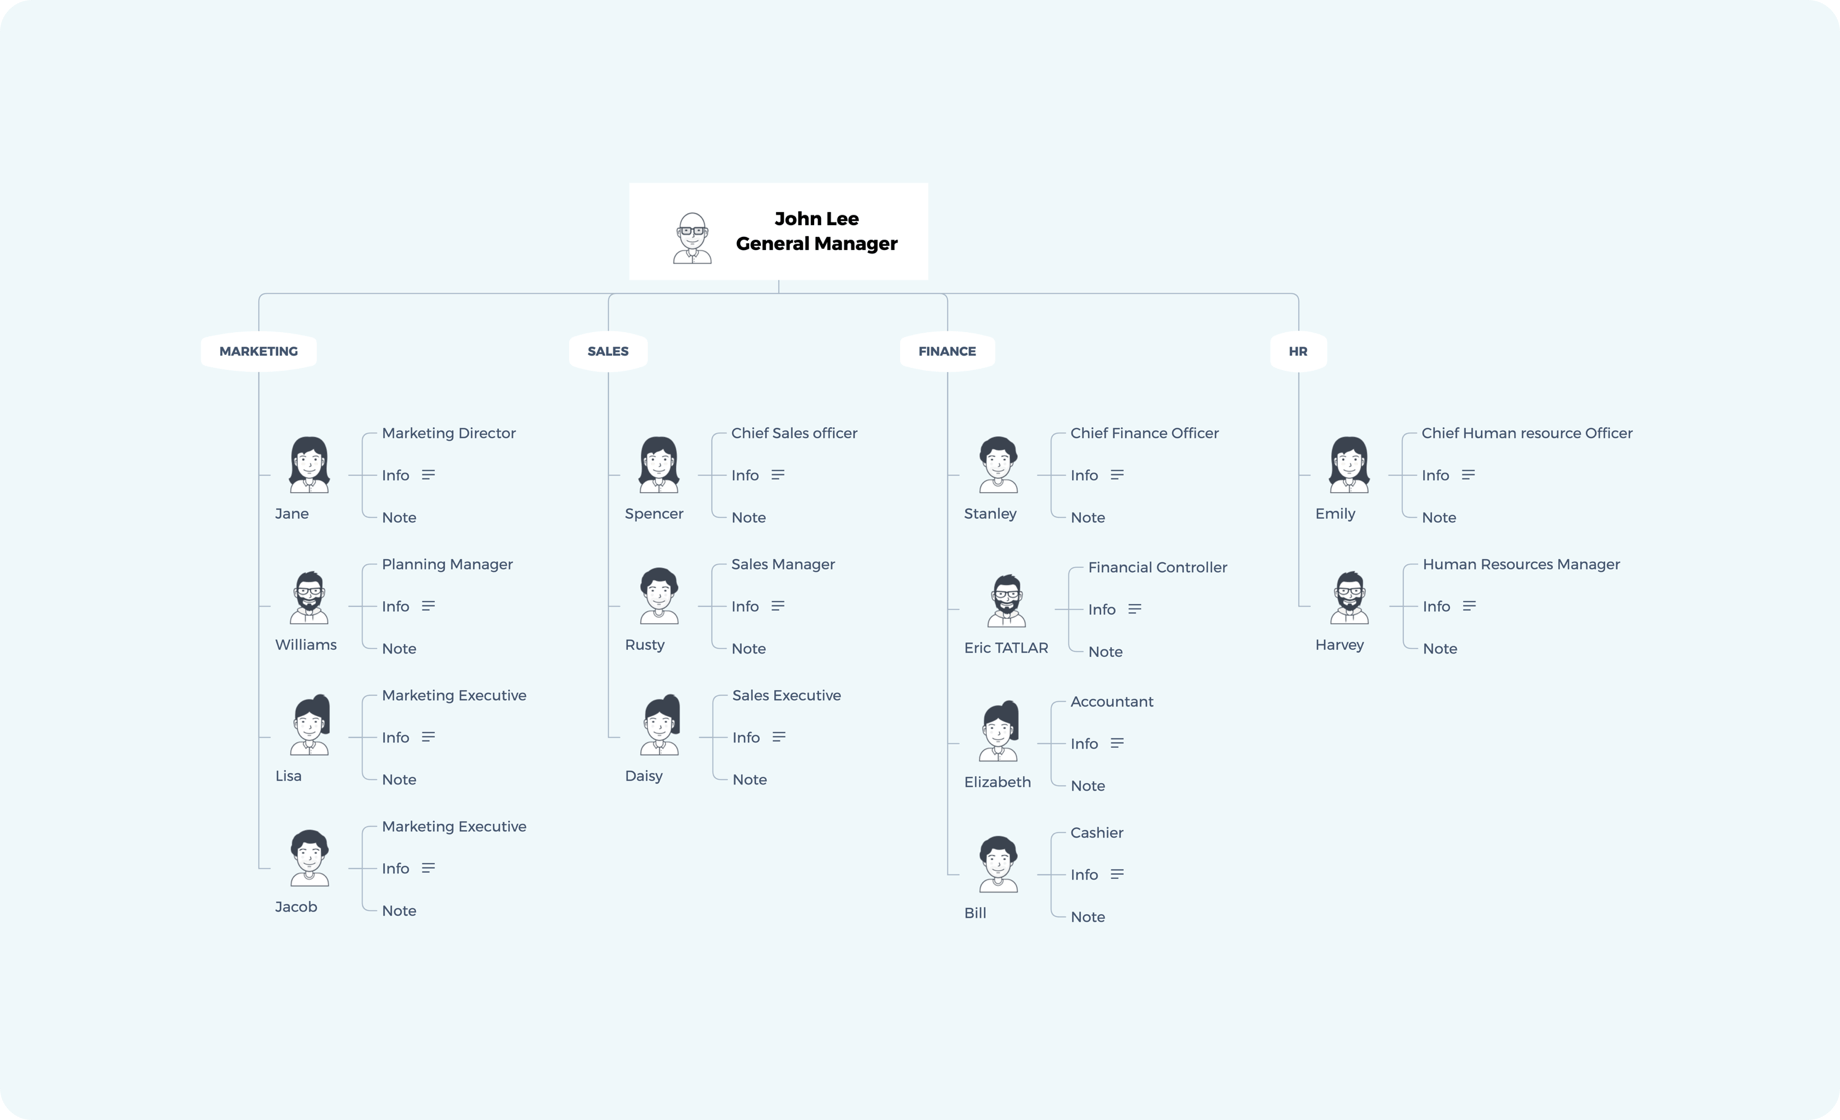 John Lee
General Manager
MARKETING
Marketing Director
Info
Jane
Note
Planning Manager
Info
Williams
Note
Marketing Executive
Info
Lisa
Note
Marketing Executive
Info
Jacob
Note
SALES
Chief Sales officer
Info
Spencer
Note
Sales Manager
Info
Rusty
Note
Sales Executive
Info
Daisy
Note
FINANCE
Chief Finance Officer
Info
Stanley
Note
Financial Controller
Info
Eric TATLAR
Note
Accountant
Info
Elizabeth
Note
Cashier
Info
Bill
Note
HR
Chief Human resource Officer
Info
Emily
Note
Human Resources Manager
Info
Harvey
Note